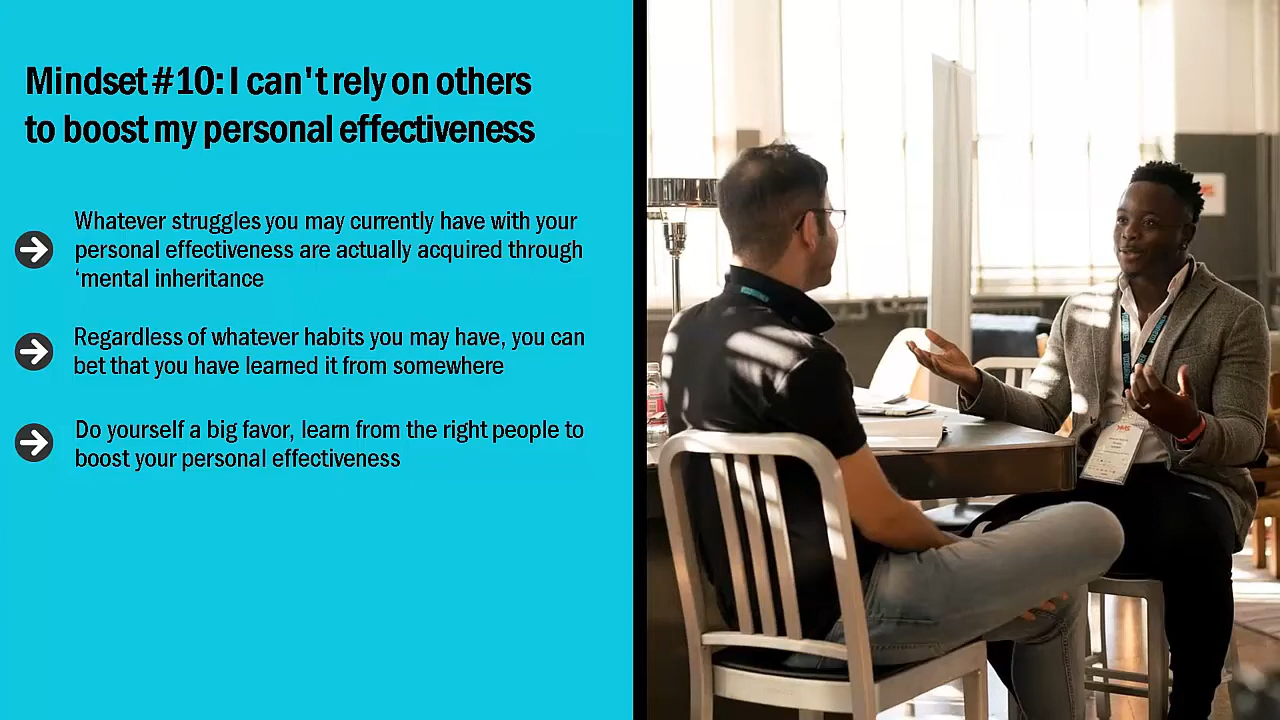 Mindset #10: I can't rely on others
to boost my personal effectiveness
Whatever struggles you may currently have with your
personal effectiveness are actually acquired through
‘mental inheritance
Regardless of whatever habits you may have, you can
bet that you have learned it from somewhere
Do yourself a big favor, learn from the right people to
boost your personal effectiveness